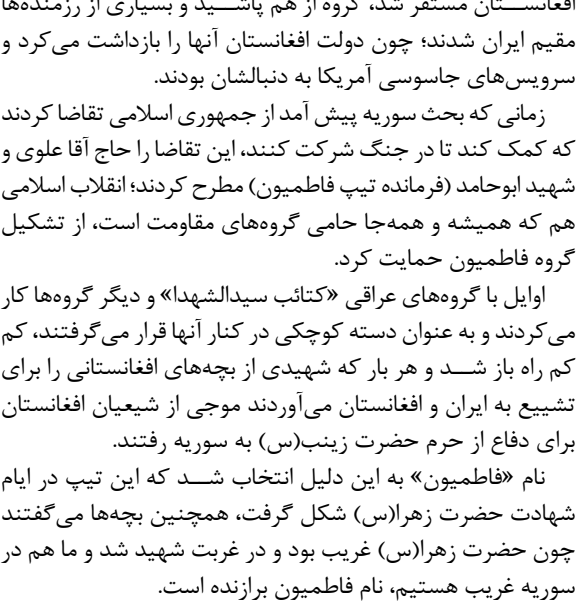 افغانستان مستقر شد، گروه از هم پاشید و بسیاری از رزمنده‌ها
مقیم ایران شدند؛ چون دولت افغانستان آنها را بازداشت می‌کرد و
سرویس‌های جاسوسی آمریکا به دنبالشان بودند.
زمانی که بحث سوریه پیش آمد از جمهوری اسلامی تقاضا کردند
که کمک کند تا در جنگ شرکت کنند، این تقاضا را حاج آقا علوی و
شهید ابوحامد (فرمانده تیپ فاطمیون) مطرح کردند؛ انقلاب اسلامی
هم که همیشه و همه‌جا حامی گروه‌های مقاومت است، از تشکیل
گروه فاطمیون حمایت کرد.
اوایل با گروه‌های عراقی «کتائب سیدالشهدا» و دیگر گروه‌ها کار
می‌کردند و به عنوان دسته کوچکی در کنار آنها قرار می‌گرفتند، کم
کم راه باز شد و هر بار که شهیدی از بچه‌های افغانستانی را برای
تشییع به ایران و افغانستان می‌آوردند موجی از شیعیان افغانستان
برای دفاع از حرم حضرت زینب(س) به سوریه رفتند.
نام «فاطمیون» به این دلیل انتخاب شد که این تیپ در ایام
شهادت حضرت زهرا(س) شکل گرفت، همچنین بچه‌ها می‌گفتند
چون حضرت زهرا(س) غریب بود و در غربت شهید شد و ما هم در
سوریه غریب هستیم، نام فاطمیون برازنده است.